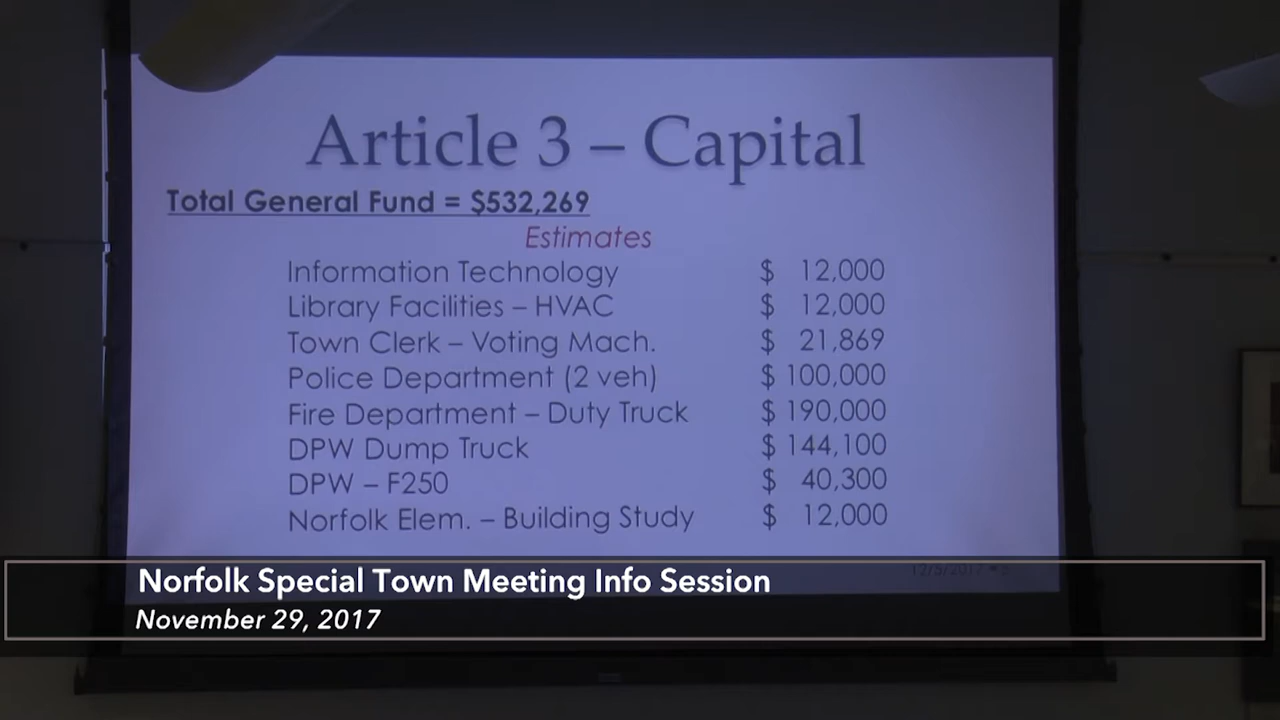 Article 3 – Capital
Total General Fund = $532,269
Estimates
Information Technology $ 12,000
Library Facilities – HVAC $ 12,000
Town Clerk – Voting Mach. $ 21,869
Police Department (2 veh) $ 100,000
Fire Department – Duty Truck $ 190,000
DPW Dump Truck $ 144,100
DPW – F250 $ 40,300
Norfolk Elem. – Building Study $ 12,000
12/5/2017
Norfolk Special Town Meeting Info Session
November 29, 2017